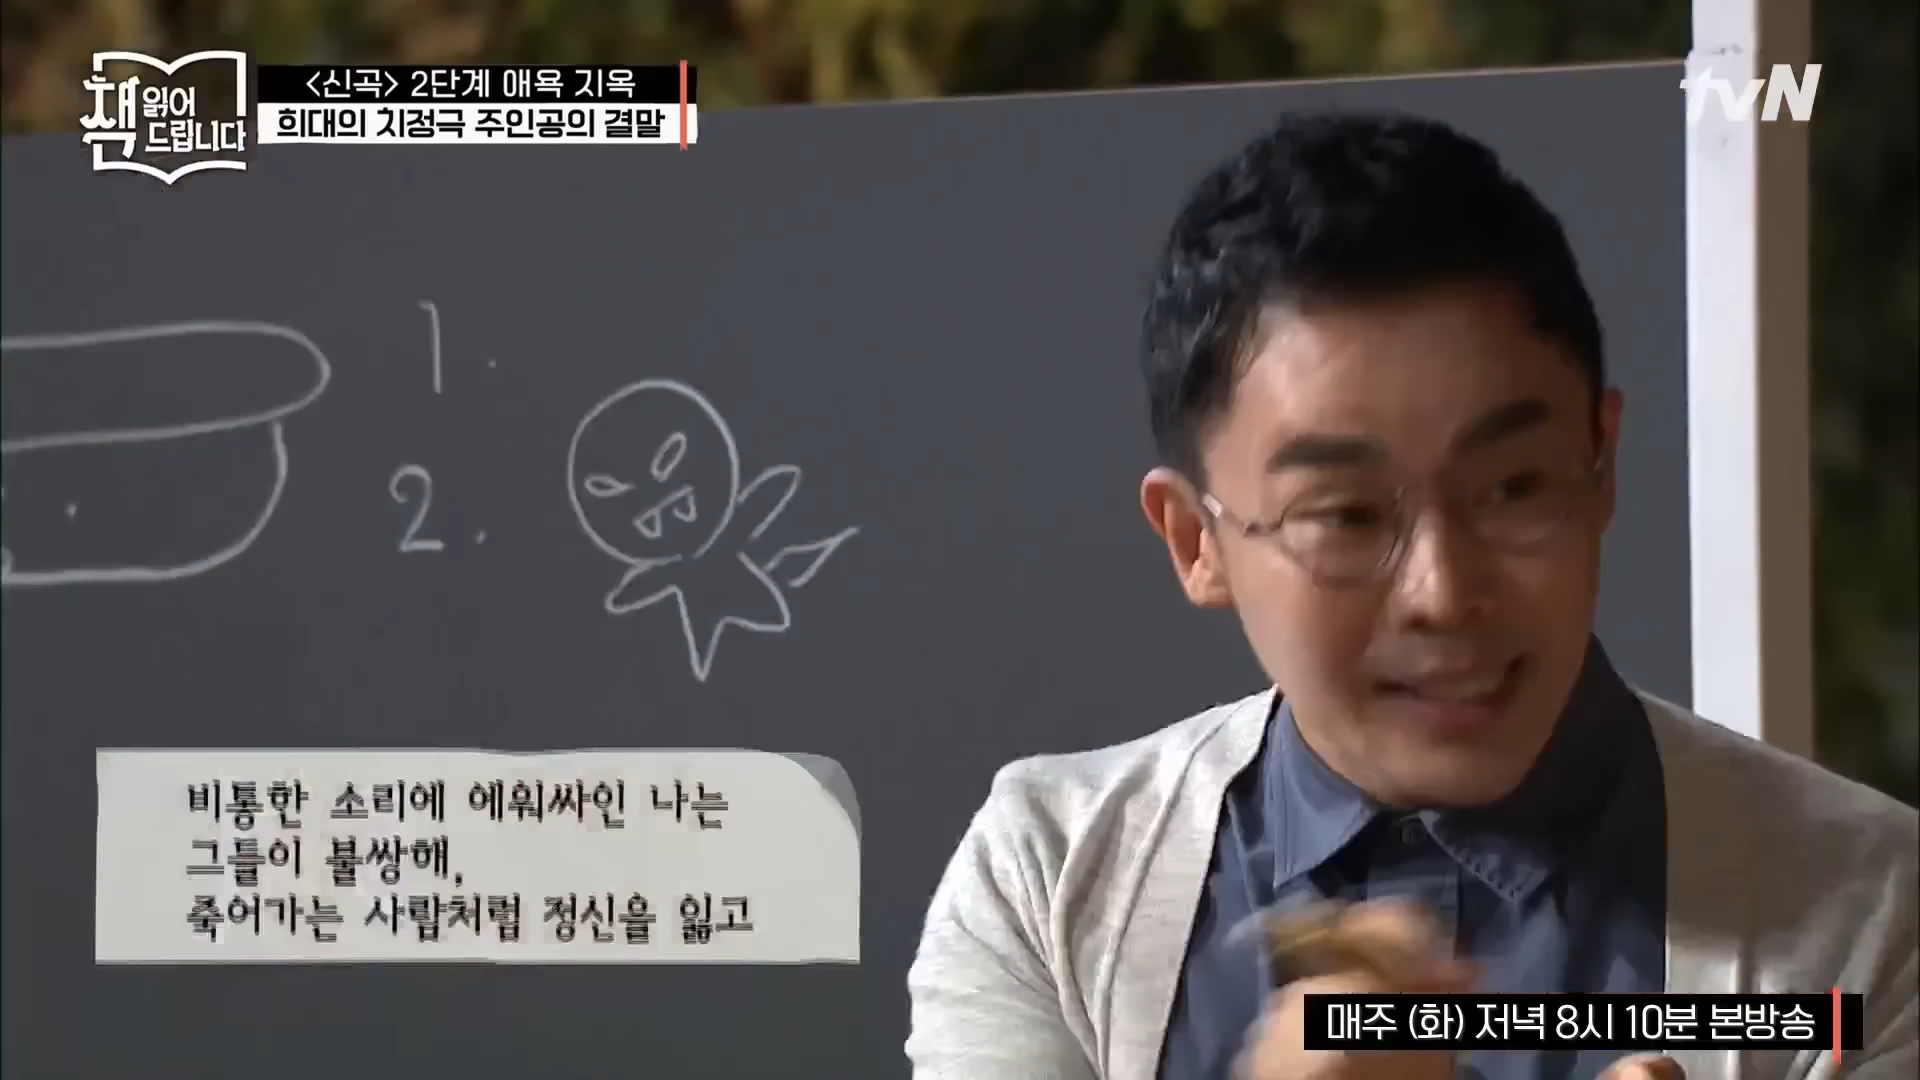 책 읽어
드립니다
<신곡> 2단계 애욕 지옥
희대의 치정극 주인공의 결말
tvN
1.
2.
비통한 소리에 에워싸인 나는
그들이 불쌍해,
죽어가는 사람처럼 정신을 잃고
매주 (화) 저녁 8시 10분 본방송